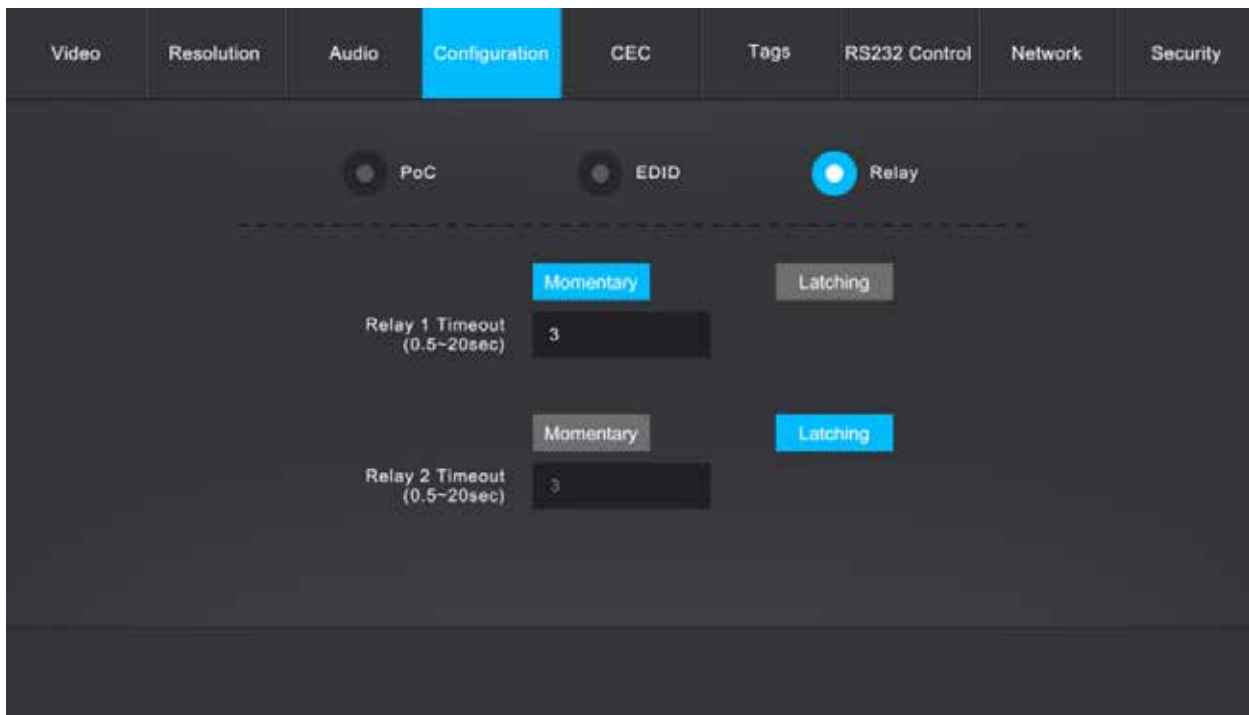 Video Resolution Audio Configuration CEC Tags RS232 Control Network Security
PoC EDID Relay
Momentary Latching
Relay 1 Timeout
(0.5~20sec)
3
Momentary Latching
Relay 2 Timeout
(0.5~20sec)
3